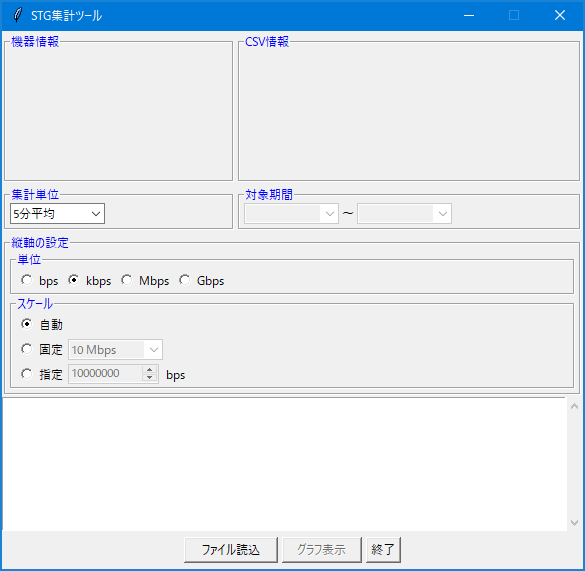 STG集計ツール
機器情報
CSV情報
集計単位
5分平均
対象期間
～
縦軸の設定
単位
bps
kbps
Mbps
Gbps
スケール
自動
固定
10 Mbps
指定
10000000
bps
ファイル読込
グラフ表示
終了